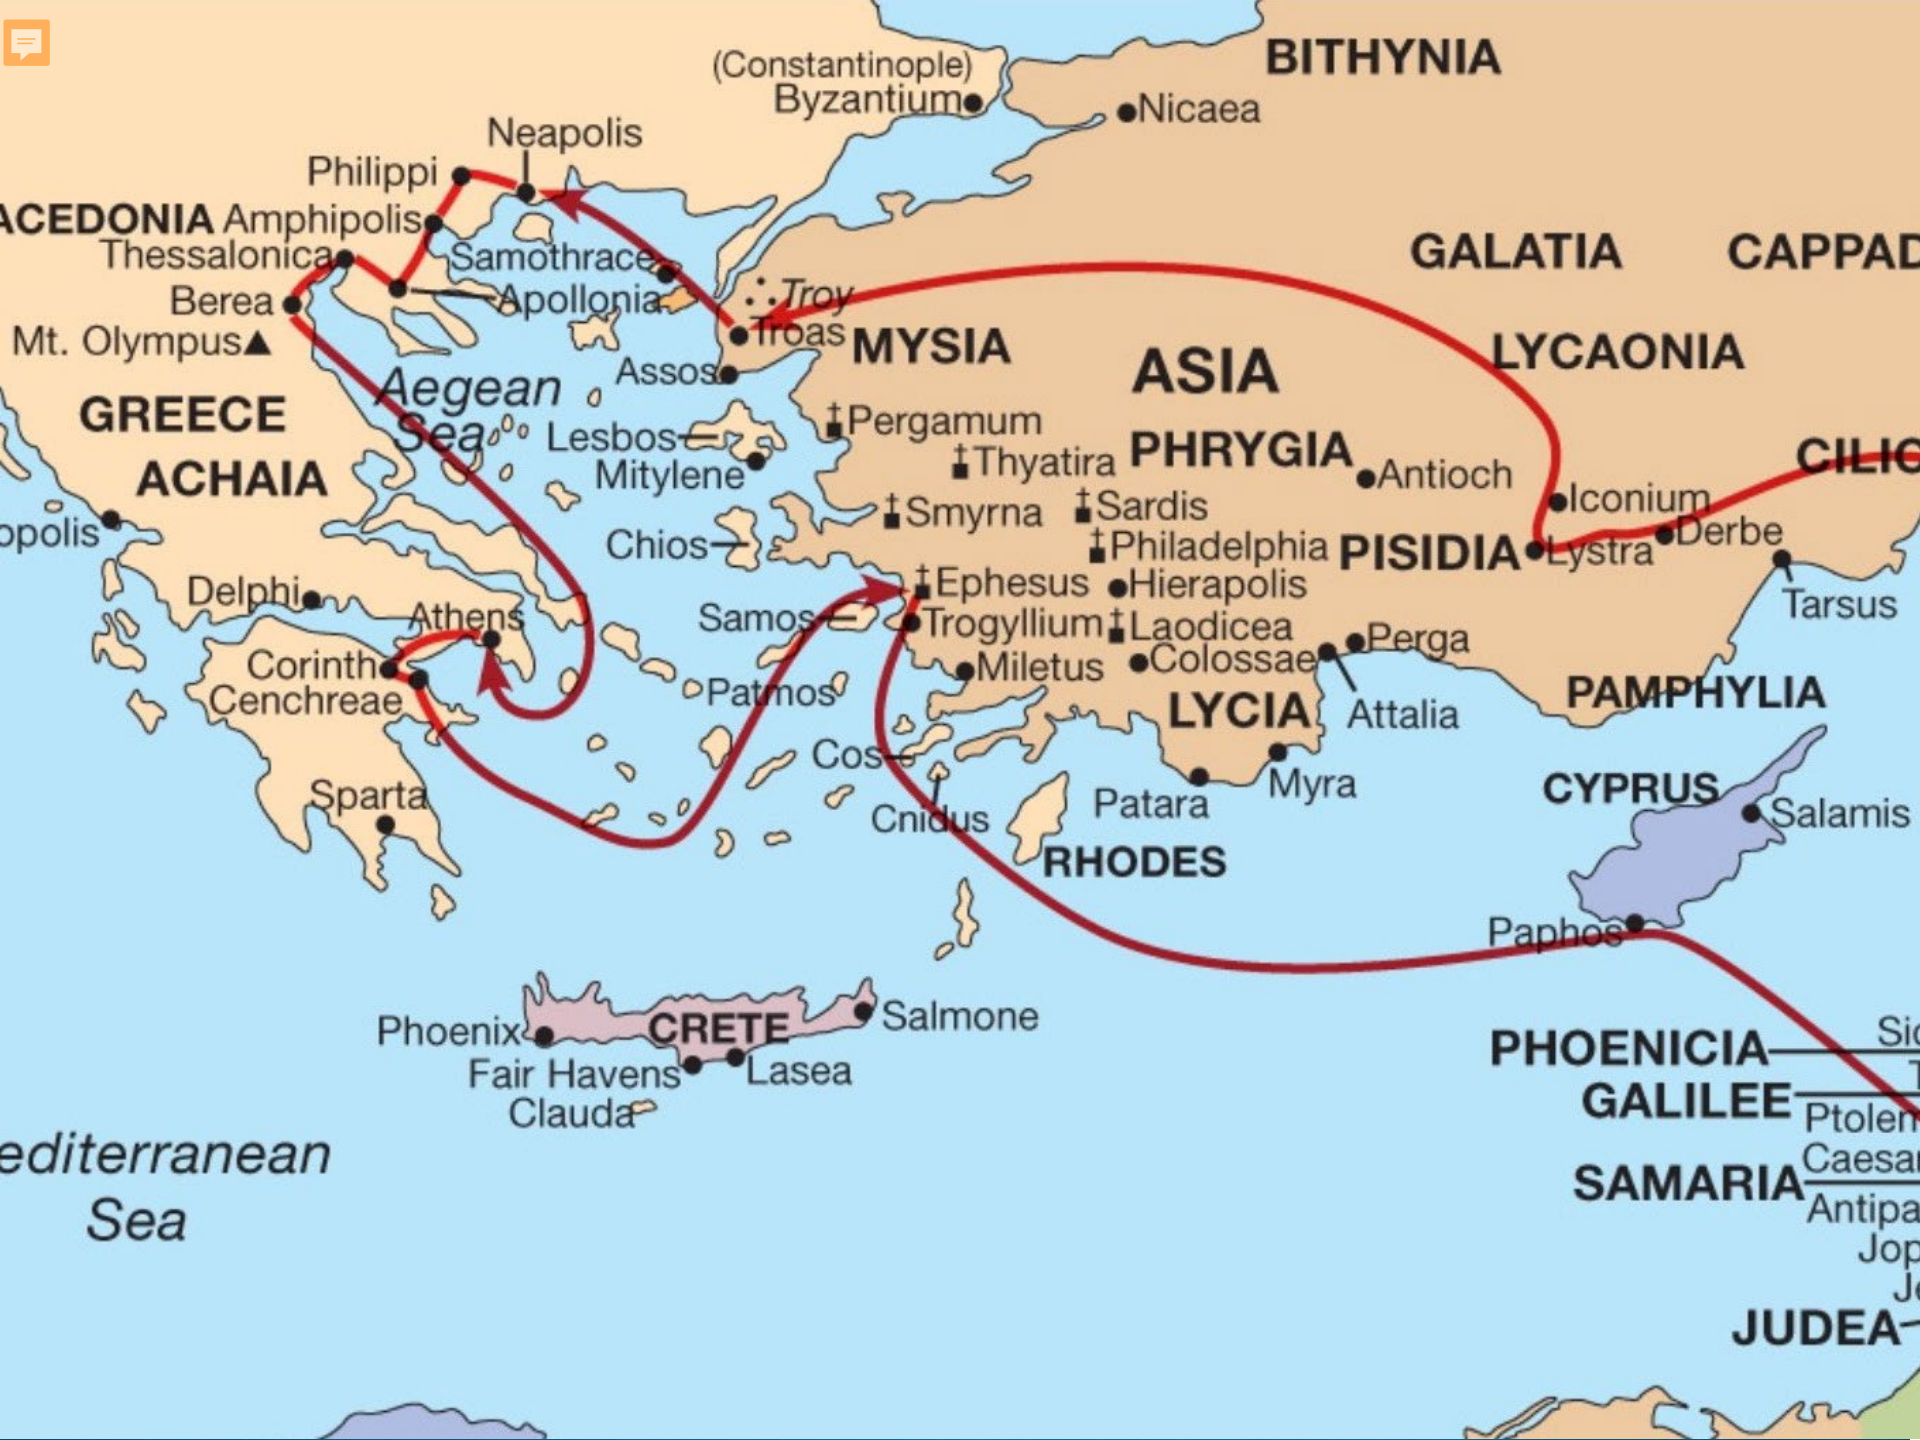 (Constantinople)
Byzantium
BITHYNIA
Nicaea
Neapolis
Philippi
ACEDONIA
Amphipolis
Thessalonica
Samothrace
GALATIA
CAPPAD
Berea
Apollonia
Troy
Troas
Mt. Olympus
MYSIA
ASIA
LYCAONIA
Assos
Aegean
Sea
GREECE
ACHAIA
Lesbos
Mitylene
Pergamum
Thyatira
PHRYGIA
Antioch
CILIC
Iconium
opolis
Chios
Smyrna
Sardis
Philadelphia
PISIDIA
Lystra
Derbe
Delphi
Athens
Samos
Ephesus
Hierapolis
Tarsus
Trogyllium
Laodicea
Perga
Corinth
Cenchreae
Patmos
Miletus
Colossae
LYCIA
Attalia
PAMPHYLIA
Cos
Myra
CYPRUS
Sparta
Cnidus
Patara
Salamis
RHODES
Paphos
Phoenix
CRETE
Salmone
Fair Havens
Lasea
Clauda
PHOENICIA
Sid
T
GALILEE
Ptolem
Caesar
SAMARIA
Antipa
Jop
Je
JUDEA
editerranean
Sea